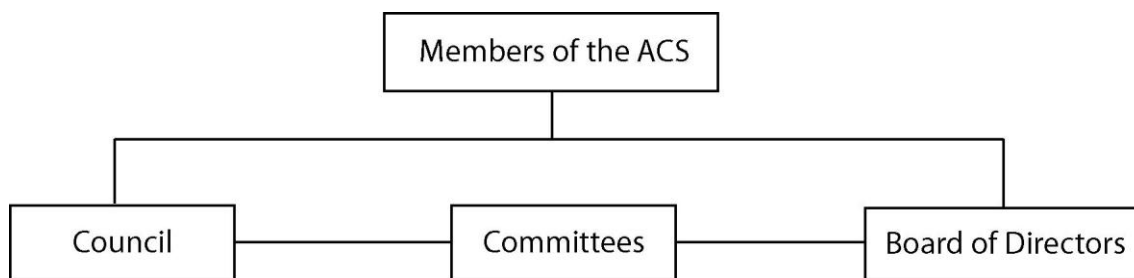 Members of the ACS
Council
Committees
Board of Directors